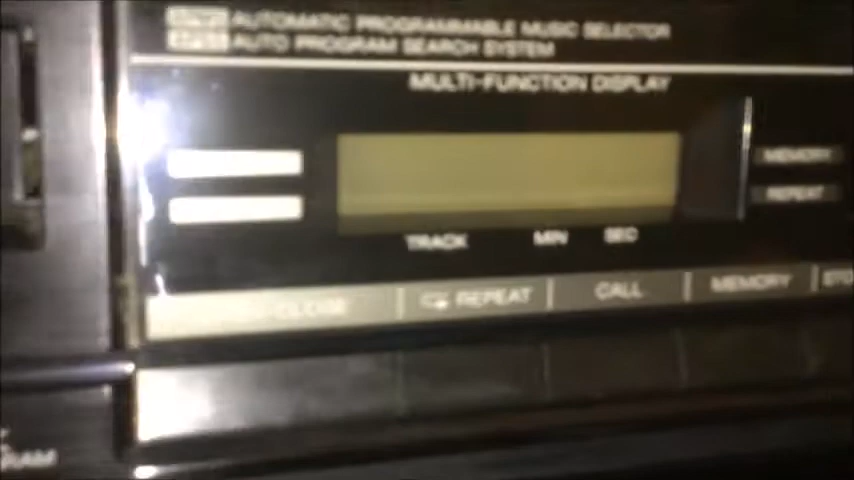 AUTOMATIC PROGRAMMABLE MUSIC SELECTOR
AUTO PROGRAM SEARCH SYSTEM
MULTI-FUNCTION DISPLAY
MEMORY
REPEAT
TRACK MIN SEC
CLOSE REPEAT CALL MEMORY